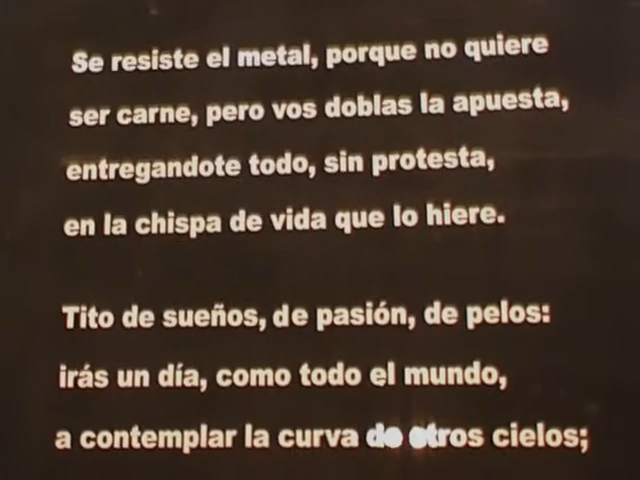 Se resiste el metal, porque no quiere
ser carne, pero vos doblas la apuesta,
entregandote todo, sin protesta,
en la chispa de vida que lo hiere.
Tito de sueños, de pasión, de pelos:
irás un día, como todo el mundo,
a contemplar la curva de otros cielos;